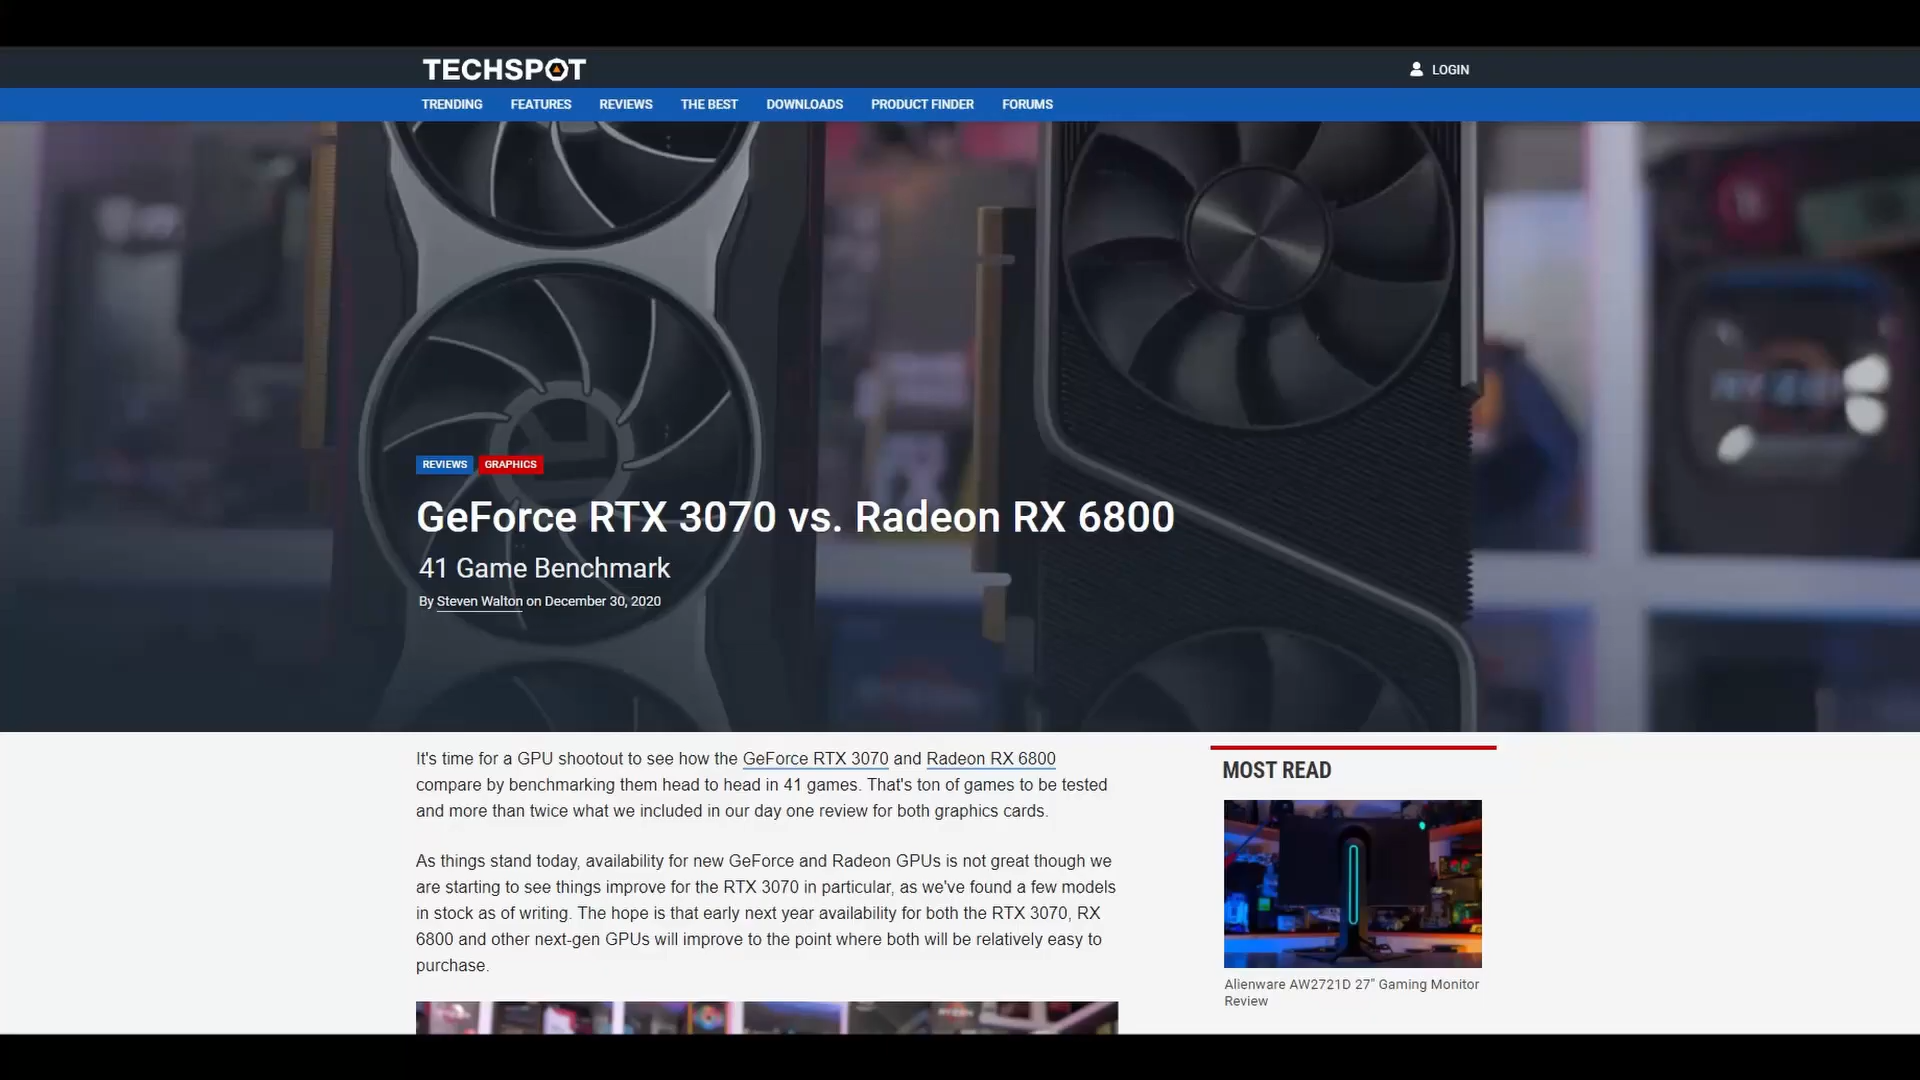 TECHSPOT
LOGIN
TRENDING FEATURES REVIEWS THE BEST DOWNLOADS PRODUCT FINDER FORUMS
REVIEWS GRAPHICS
GeForce RTX 3070 vs. Radeon RX 6800
41 Game Benchmark
By Steven Walton on December 30, 2020
It's time for a GPU shootout to see how the GeForce RTX 3070 and Radeon RX 6800
compare by benchmarking them head to head in 41 games. That's ton of games to be tested
and more than twice what we included in our day one review for both graphics cards.
As things stand today, availability for new GeForce and Radeon GPUs is not great though we
are starting to see things improve for the RTX 3070 in particular, as we've found a few models
in stock as of writing. The hope is that early next year availability for both the RTX 3070, RX
6800 and other next-gen GPUs will improve to the point where both will be relatively easy to
purchase.
MOST READ
Alienware AW2721D 27" Gaming Monitor
Review